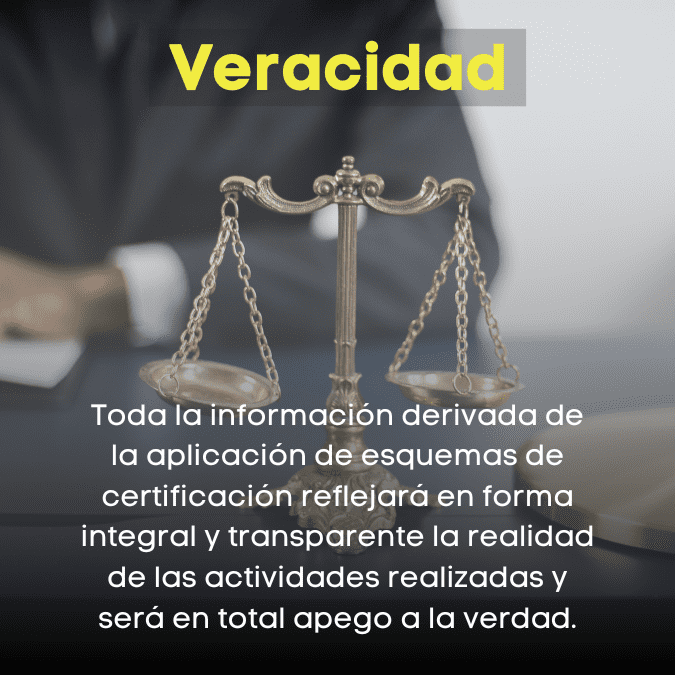 Veracidad
Toda la información derivada de
la aplicación de esquemas de
certificación reflejará en forma
integral y transparente la realidad
de las actividades realizadas y
será en total apego a la verdad.